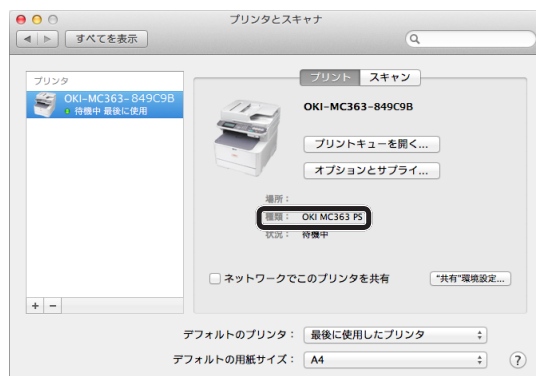 プリンタとスキャナ
すべてを表示
プリンタ
OKI-MC363-849C9B
待機中 最後に使用
プリント スキャン
OKI-MC363-849C9B
プリントキューを開く...
オプションとサプライ...
場所：
種類： OKI MC363 PS
状況： 待機中
ネットワークでこのプリンタを共有 "共有"環境設定...
+ −
デフォルトのプリンタ： 最後に使用したプリンタ
デフォルトの用紙サイズ： A4 ?